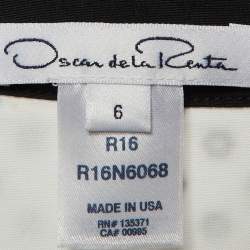 Oscar de la Renta
6
R16
R16N6068
MADE IN USA
RN# 135371
CA# 00985